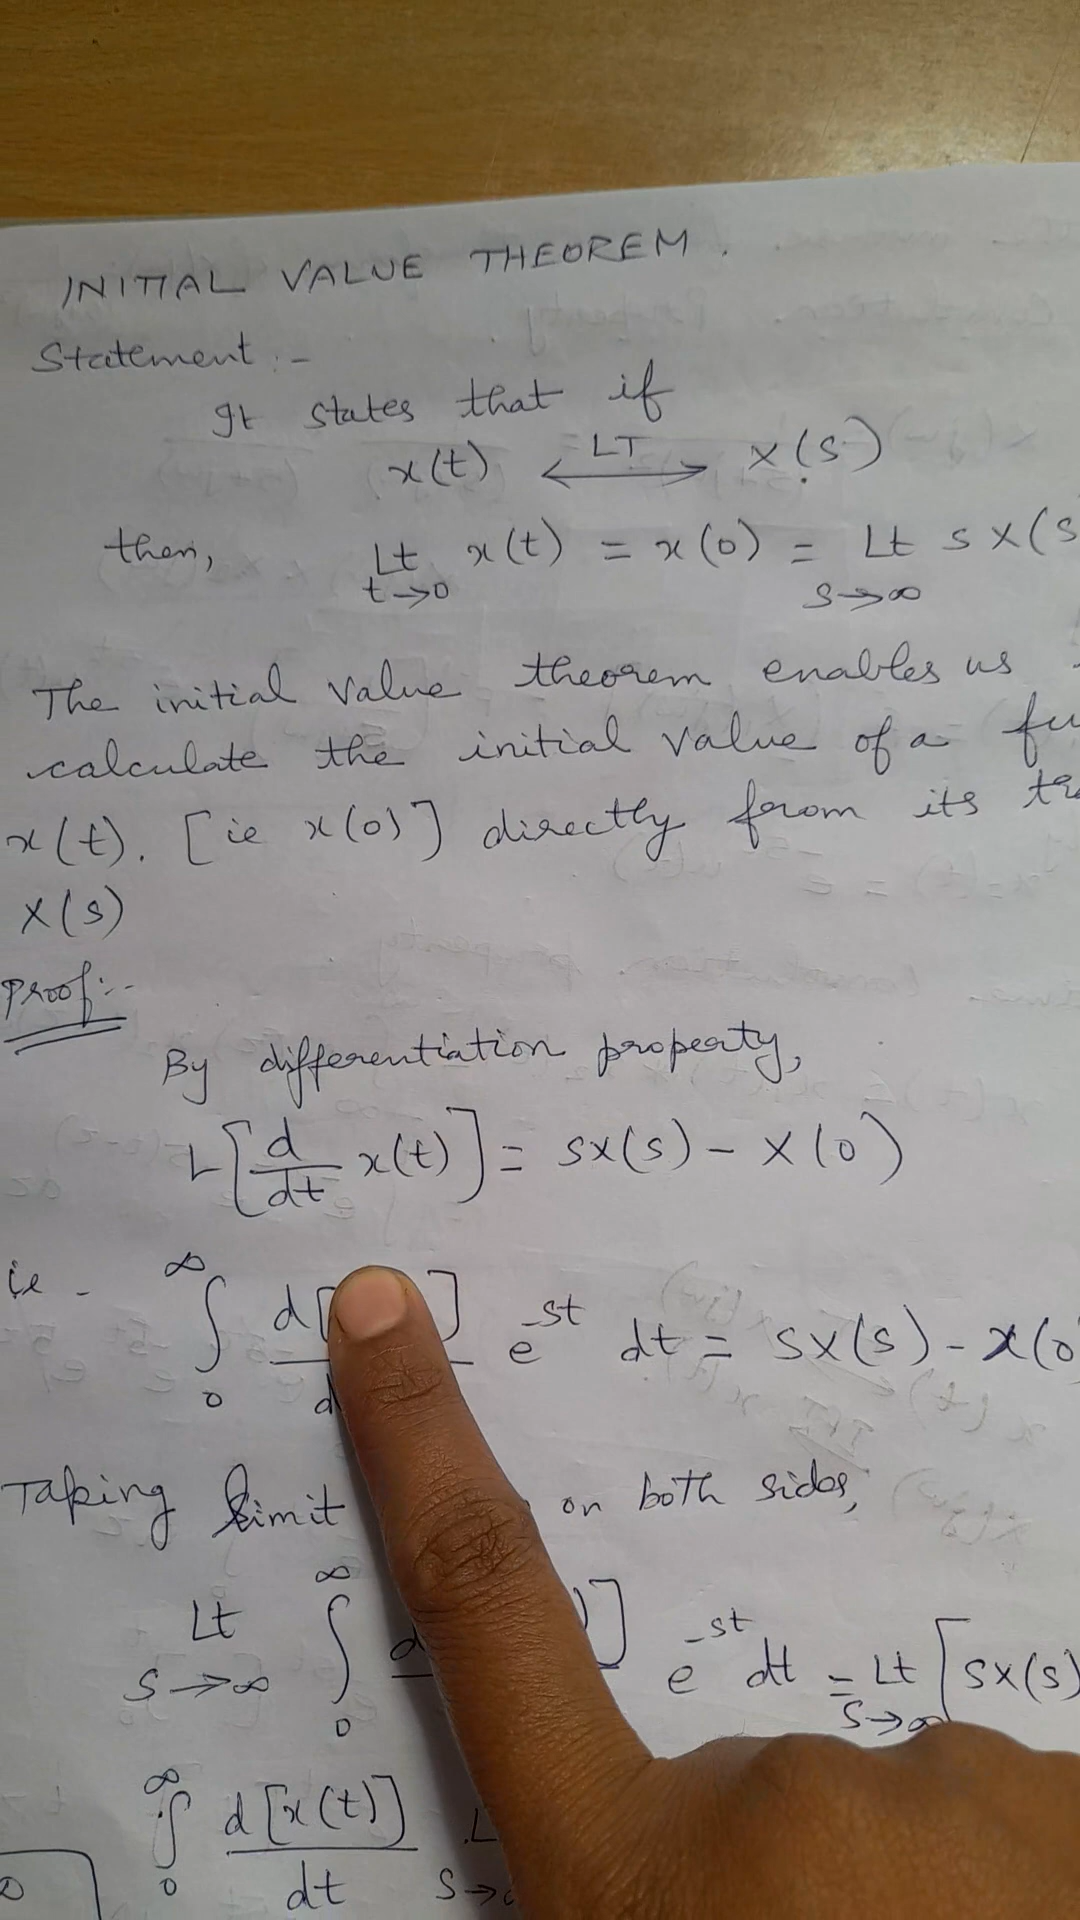 INITIAL VALUE THEOREM.
Statement:-
It states that if
x(t) <-LT-> X(s)
then, Lt t→0 x(t) = x(0) = Lt s→∞ s X(s
The initial value theorem enables us
calculate the initial value of a
x(t). [ie x(0)] directly from its
X(s)
Proof:-
By differentiation property,
L[d/dt x(t)] = sX(s) - X(0)
ie - ∫₀^∞ d[ ] e^-st dt = sX(s) - x(0
Taking limit on both sides,
Lt s→∞ ∫₀^∞ d )] e^-st dt = Lt s→∞ [sX(s)
∫₀^∞ d[x(t)]/dt L s→